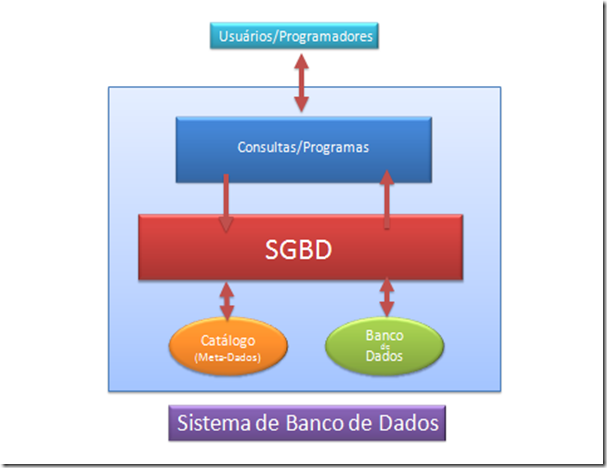 Usuários/Programadores
Consultas/Programas
SGBD
Catálogo
(Meta-Dados)
Banco
de
Dados
Sistema de Banco de Dados